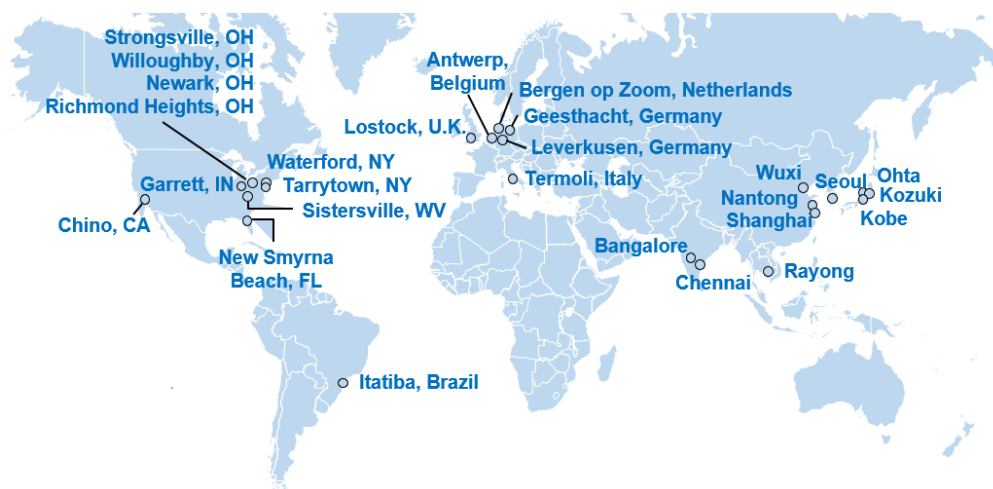 Strongsville, OH
Willoughby, OH
Newark, OH
Richmond Heights, OH
Waterford, NY
Garrett, IN
Tarrytown, NY
Sistersville, WV
Chino, CA
New Smyrna
Beach, FL
Itatiba, Brazil
Antwerp,
Belgium
Bergen op Zoom, Netherlands
Geesthacht, Germany
Lostock, U.K.
Leverkusen, Germany
Termoli, Italy
Wuxi
Seoul
Ohta
Nantong
Kozuki
Shanghai
Kobe
Bangalore
Chennai
Rayong